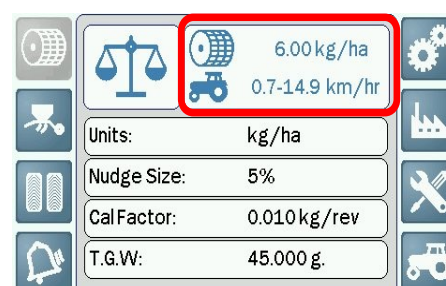 6.00 kg/ha
0.7-14.9 km/hr
Units: kg/ha
Nudge Size: 5%
Cal Factor: 0.010 kg/rev
T.G.W: 45.000 g.